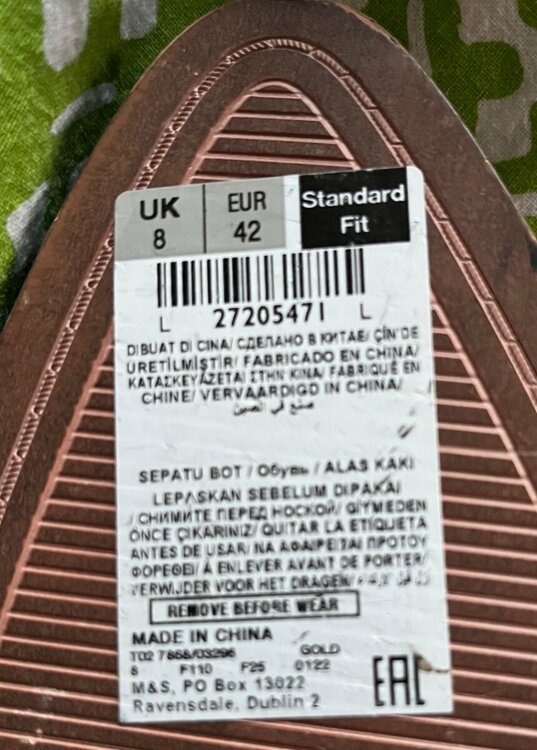 UK 8
EUR 42
Standard Fit
L 27205471 L
DIBUAT DI CINA/ СДЕЛАНО В КИТАЕ/ ÇİN'DE
ÜRETİLMİŞTİR/ FABRICADO EN CHINA/
ΚΑΤΑΣΚΕΥΑΖΕΤΑΙ ΣΤΗΝ ΚΙΝΑ/ FABRIQUÉ EN
CHINE/ VERVAARDIGD IN CHINA/
صنع في الصين
SEPATU BOT / Обувь / ALAS KAKI
LEPASKAN SEBELUM DIPAKAI
/ СНИМИТЕ ПЕРЕД НОСКОЙ/ GİYMEDEN
ÖNCE ÇIKARINIZ/ QUITAR LA ETIQUETA
ANTES DE USAR/ ΝΑ ΑΦΑΙΡΕΙΤΑΙ ΠΡΟΤΟΥ
ΦΟΡΕΘΕΙ/ A ENLEVER AVANT DE PORTER/
VERWIJDER VOOR HET DRAGEN/
REMOVE BEFORE WEAR
MADE IN CHINA
T02 7868/03296 GOLD
8 F110 F25 0122
M&S, PO Box 13022
Ravensdale, Dublin 2
EAC